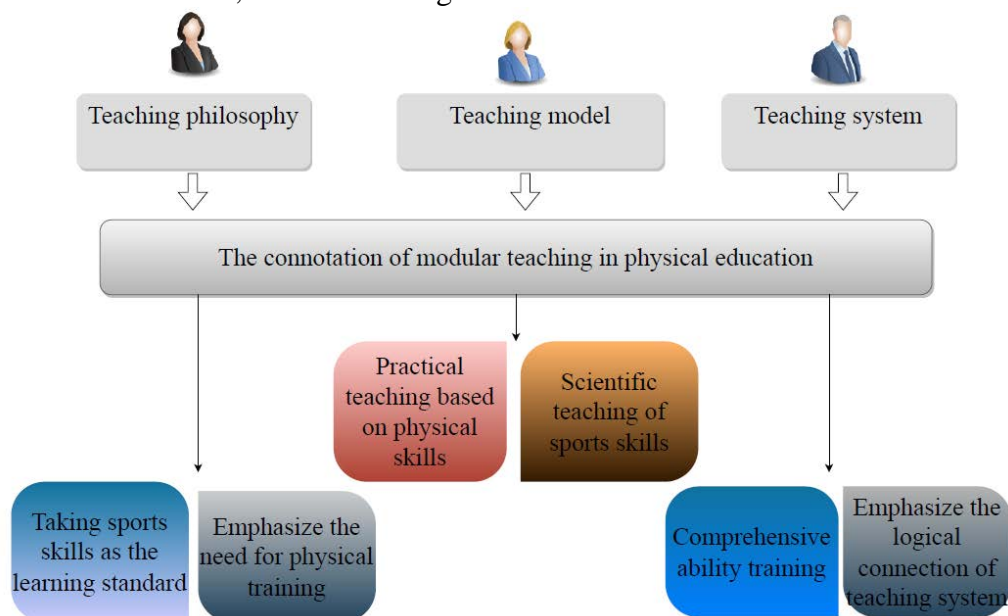 Teaching philosophy
Teaching model
Teaching system
The connotation of modular teaching in physical education
Practical
teaching based
on physical
skills
Scientific
teaching of
sports skills
Taking sports
skills as the
learning standard
Emphasize the
need for physical
training
Comprehensive
ability training
Emphasize the
logical
connection of
teaching system